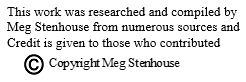 This work was researched and compiled by
Meg Stenhouse from numerous sources and
Credit is given to those who contributed
© Copyright Meg Stenhouse